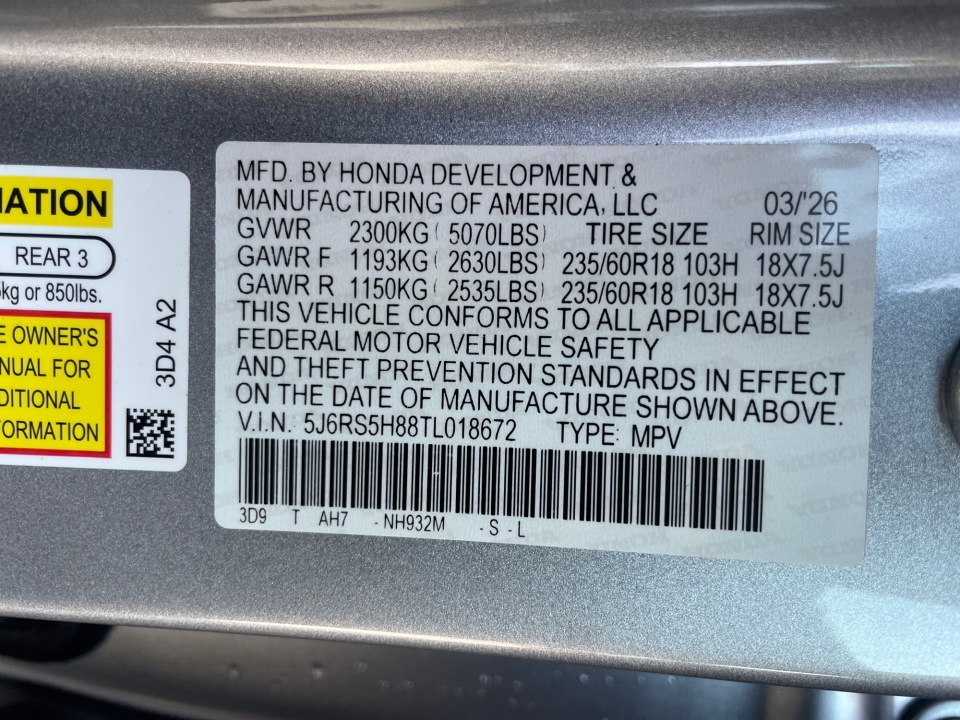 MATION
REAR 3
kg or 850lbs.
OWNER'S
FOR
3D4 A2
MFD. BY HONDA DEVELOPMENT &
MANUFACTURING OF AMERICA, LLC 03/'26
GVWR 2300KG ( 5070LBS) TIRE SIZE RIM SIZE
GAWR F 1193KG ( 2630LBS) 235/60R18 103H 18X7.5J
GAWR R 1150KG ( 2535LBS) 235/60R18 103H 18X7.5J
THIS VEHICLE CONFORMS TO ALL APPLICABLE
FEDERAL MOTOR VEHICLE SAFETY
AND THEFT PREVENTION STANDARDS IN EFFECT
ON THE DATE OF MANUFACTURE SHOWN ABOVE.
V.I.N. 5J6RS5H88TL018672 TYPE: MPV
3D9 T AH7 -NH932M -S -L